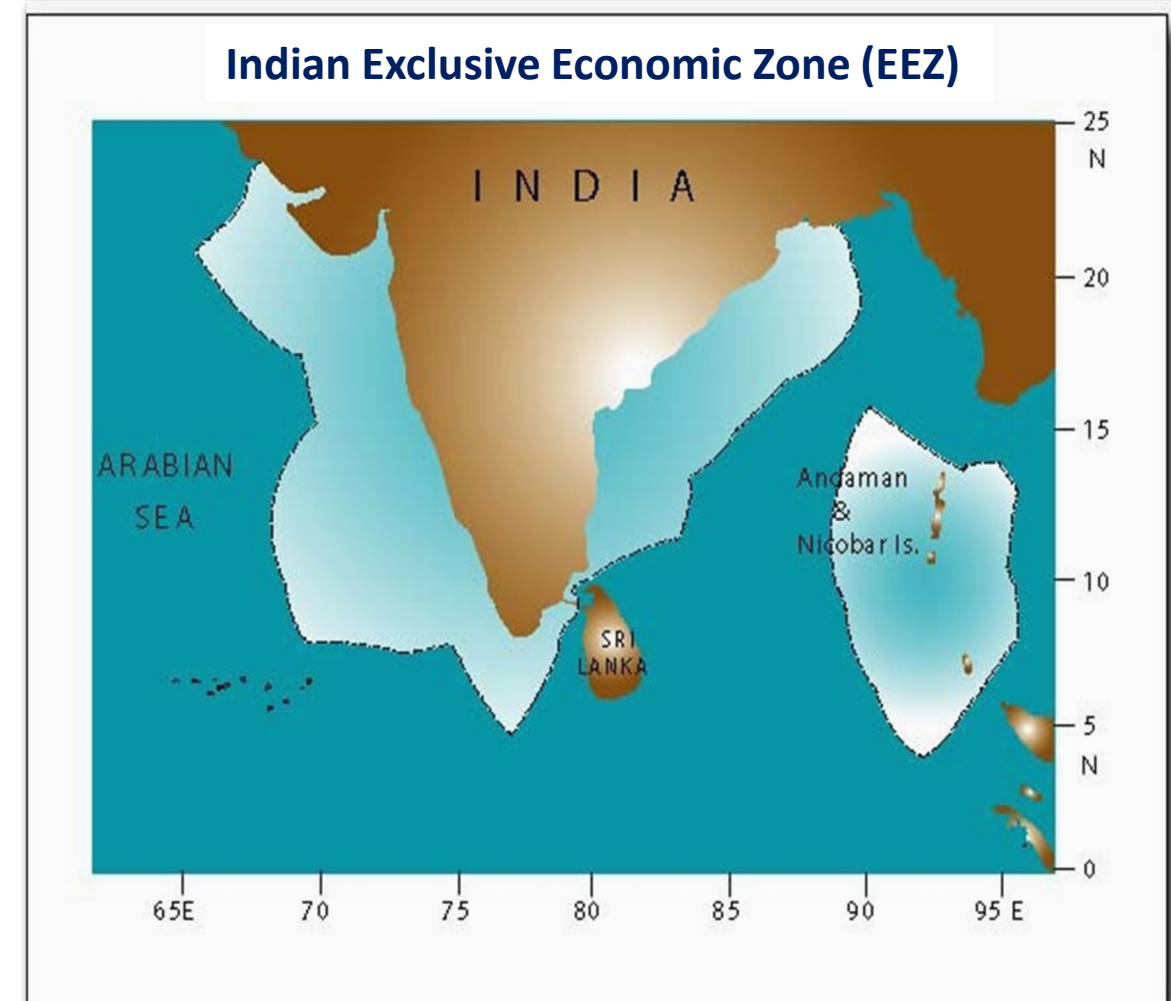 Indian Exclusive Economic Zone (EEZ)
25
N
INDIA
20
15
ARABIAN
SEA
Andaman
&
Nicobar Is.
10
SRI
LANKA
5
N
0
65E 70 75 80 85 90 95 E